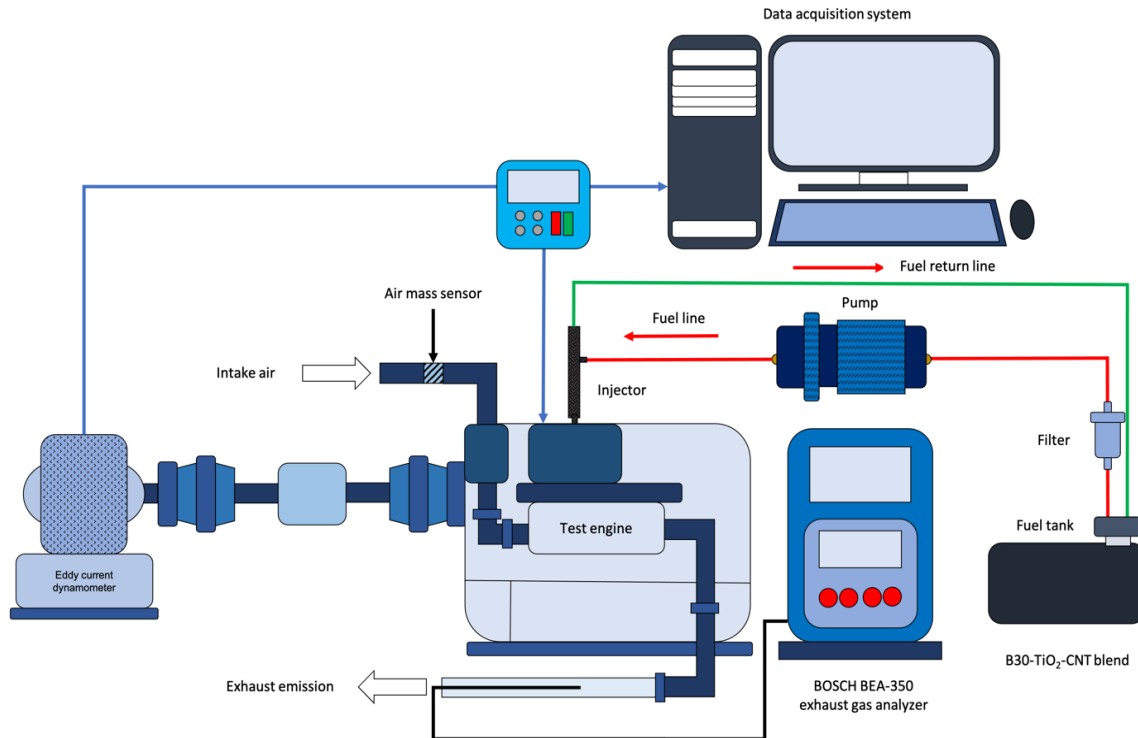 Data acquisition system
Fuel return line
Air mass sensor
Pump
Fuel line
Intake air
Injector
Filter
Fuel tank
Test engine
Eddy current
dynamometer
B30-TiO₂-CNT blend
Exhaust emission
BOSCH BEA-350
exhaust gas analyzer